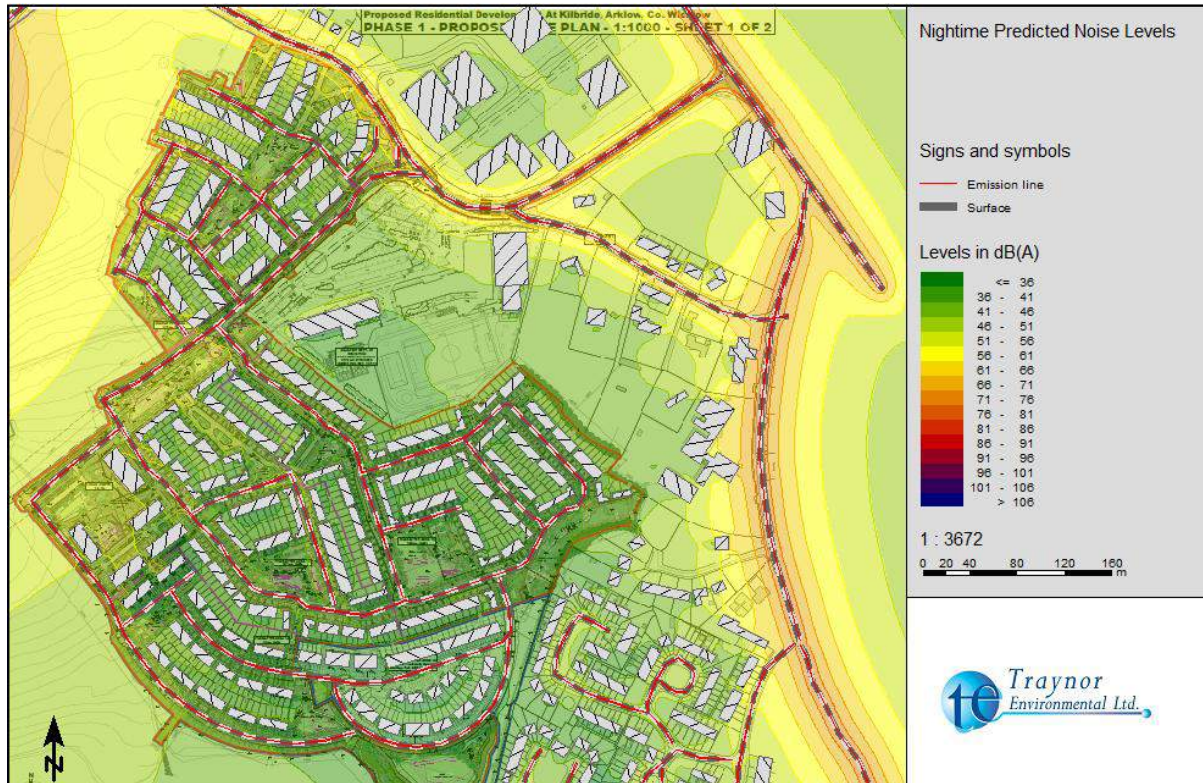 Proposed Residential Develop At Kilbride, Arklow, Co. Wicklow
PHASE 1 - PROPOS E PLAN - 1:1000 - SHEET 1 OF 2
Nightime Predicted Noise Levels
Signs and symbols
Emission line
Surface
Levels in dB(A)
<= 36
36 - 41
41 - 46
46 - 51
51 - 56
56 - 61
61 - 66
66 - 71
71 - 76
76 - 81
81 - 86
86 - 91
91 - 96
96 - 101
101 - 106
> 106
1 : 3672
0 20 40 80 120 160
m
te Traynor
Environmental Ltd.
N